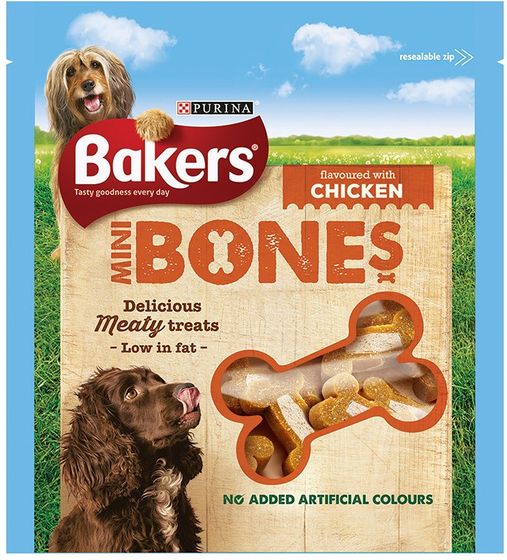 resealable zip
PURINA
Bakers®
Tasty goodness every day
flavoured with
CHICKEN
MINI
BONES
Delicious
Meaty treats
- Low in fat -
NO ADDED ARTIFICIAL COLOURS